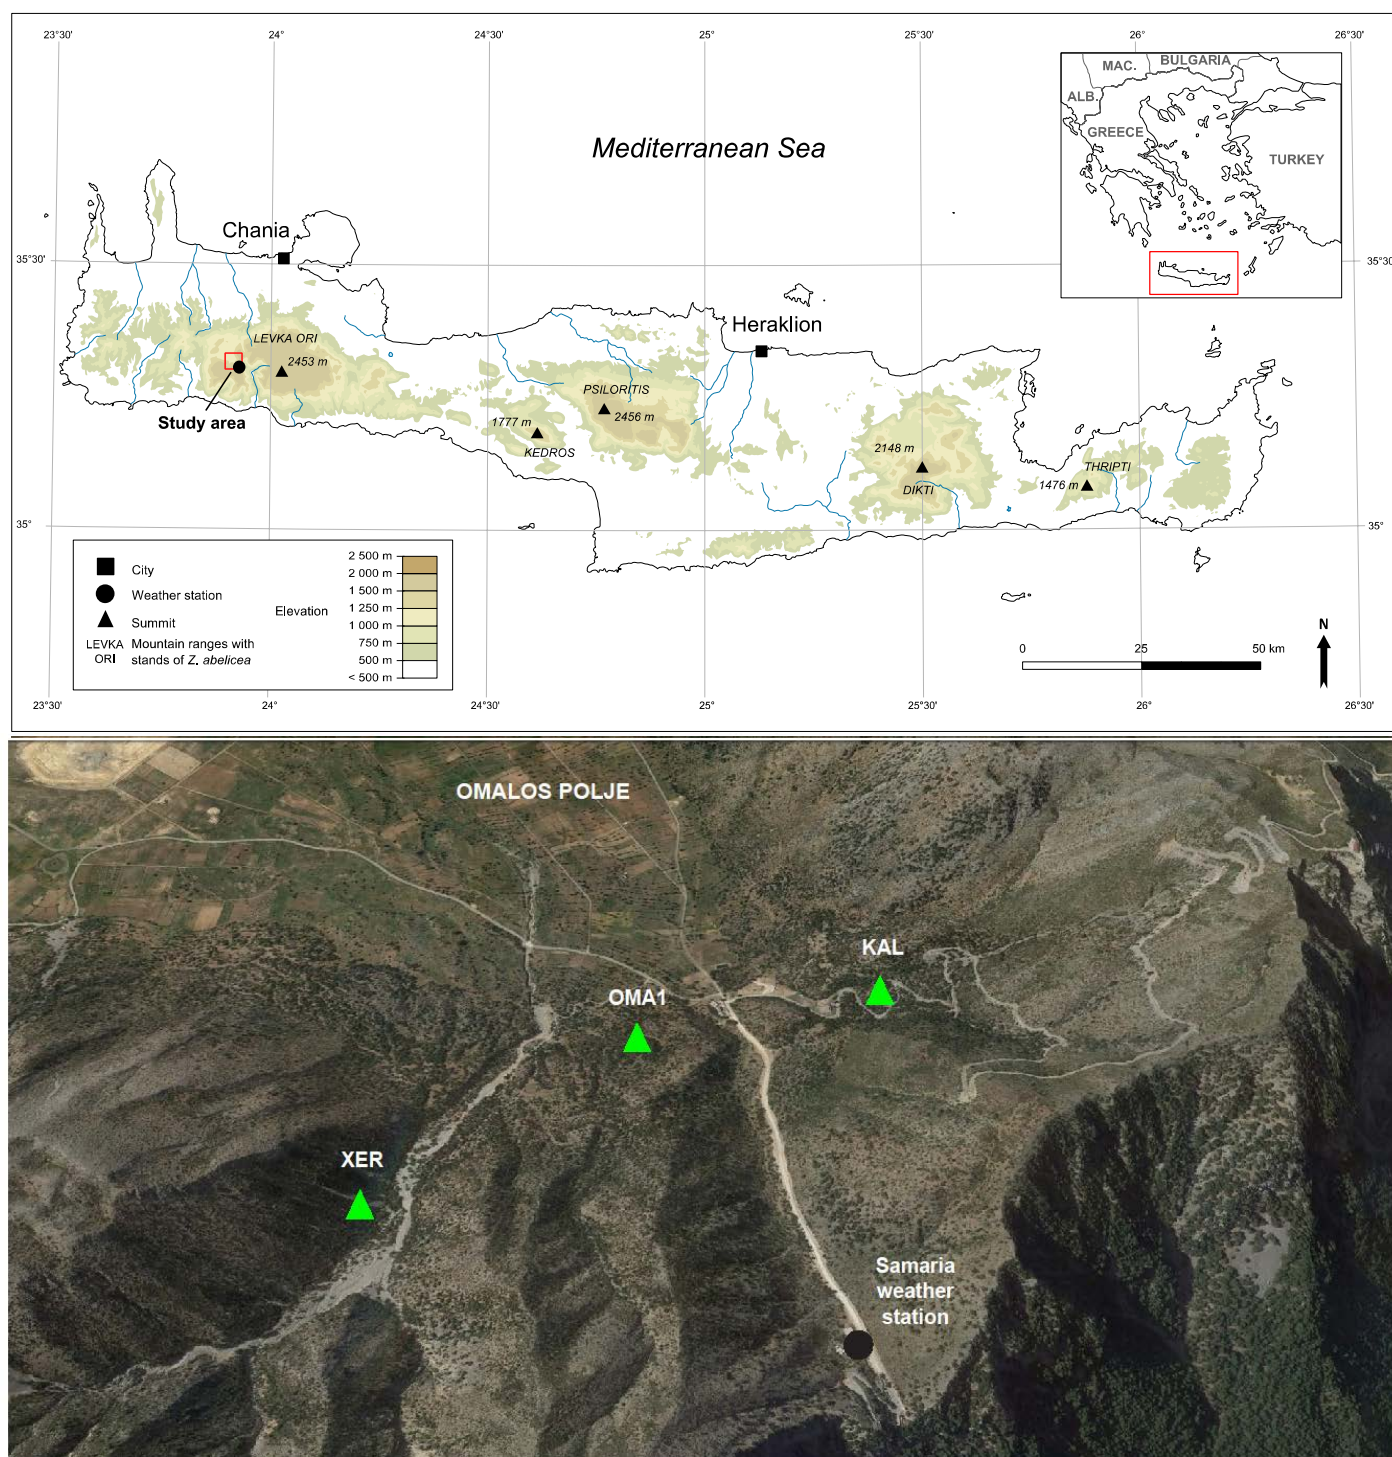 23°30'
24°
24°30'
25°
25°30'
26°
26°30'
MAC.
BULGARIA
ALB.
GREECE
TURKEY
Mediterranean Sea
Chania
35°30'
35°30'
Heraklion
LEVKA ORI
2453 m
Study area
PSILORITIS
2456 m
1777 m
KEDROS
2148 m
DIKTI
THRIPTI
1476 m
35°
35°
City
Weather station
Summit
LEVKA ORI
Mountain ranges with
stands of Z. abelicea
Elevation
2 500 m
2 000 m
1 500 m
1 250 m
1 000 m
750 m
500 m
< 500 m
0
25
50 km
N
23°30'
24°
24°30'
25°
25°30'
26°
26°30'
OMALOS POLJE
KAL
OMA1
XER
Samaria
weather
station